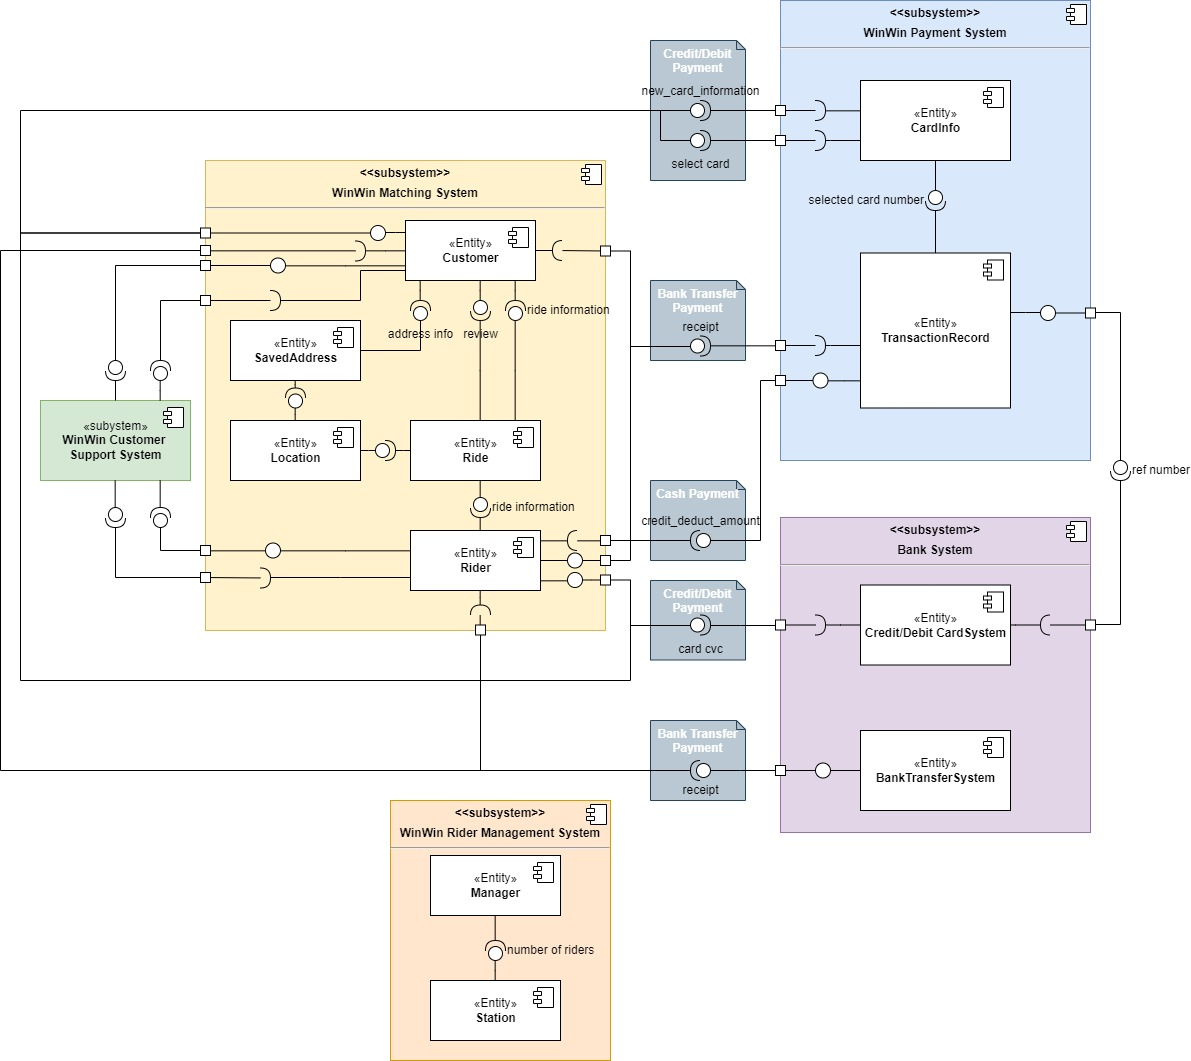 <<subsystem>>
WinWin Payment System
Credit/Debit
Payment
new_card_information
select card
«Entity»
CardInfo
selected card number
«Entity»
TransactionRecord
<<subsystem>>
WinWin Matching System
«Entity»
Customer
ride information
address info
review
«Entity»
SavedAddress
«Entity»
Location
«Entity»
Ride
ride information
«Entity»
Rider
«subystem»
WinWin Customer
Support System
Bank Transfer
Payment
receipt
Cash Payment
credit_deduct_amount
ref number
Credit/Debit
Payment
card cvc
<<subsystem>>
Bank System
«Entity»
Credit/Debit CardSystem
«Entity»
BankTransferSystem
Bank Transfer
Payment
receipt
<<subsystem>>
WinWin Rider Management System
«Entity»
Manager
number of riders
«Entity»
Station